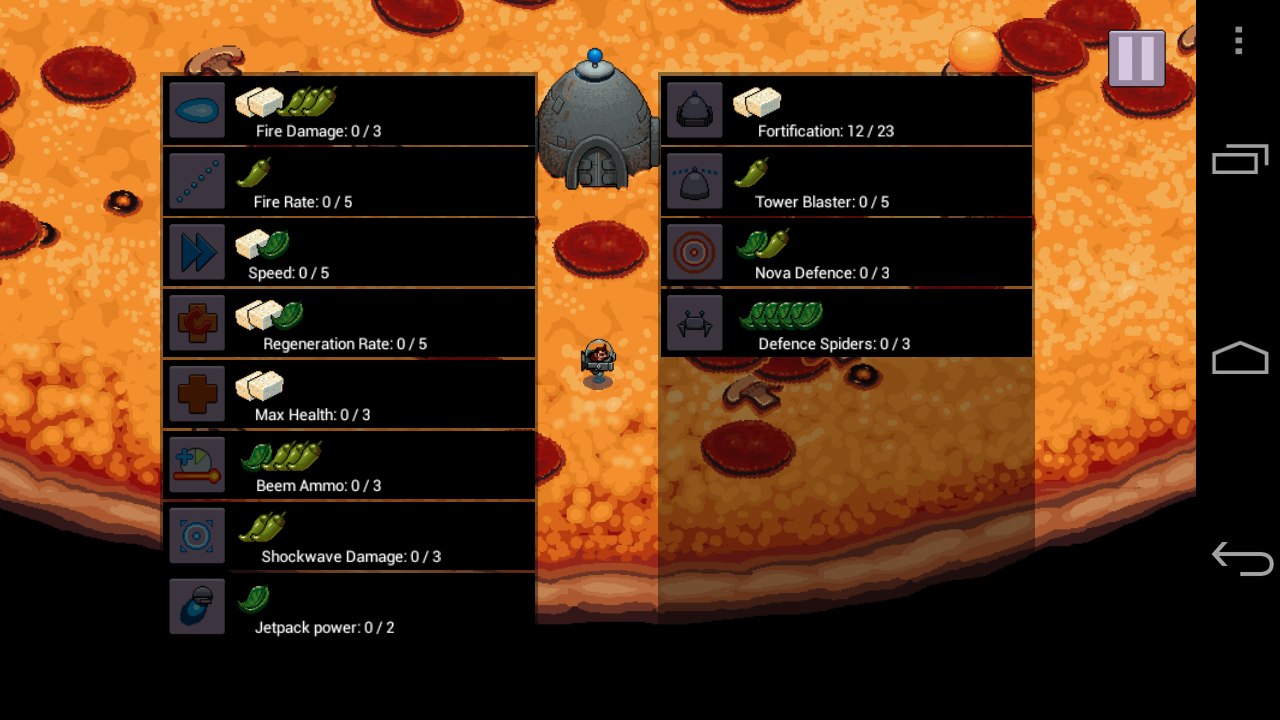 Fire Damage: 0 / 3
Fire Rate: 0 / 5
Speed: 0 / 5
Regeneration Rate: 0 / 5
Max Health: 0 / 3
Beem Ammo: 0 / 3
Shockwave Damage: 0 / 3
Jetpack power: 0 / 2
Fortification: 12 / 23
Tower Blaster: 0 / 5
Nova Defence: 0 / 3
Defence Spiders: 0 / 3